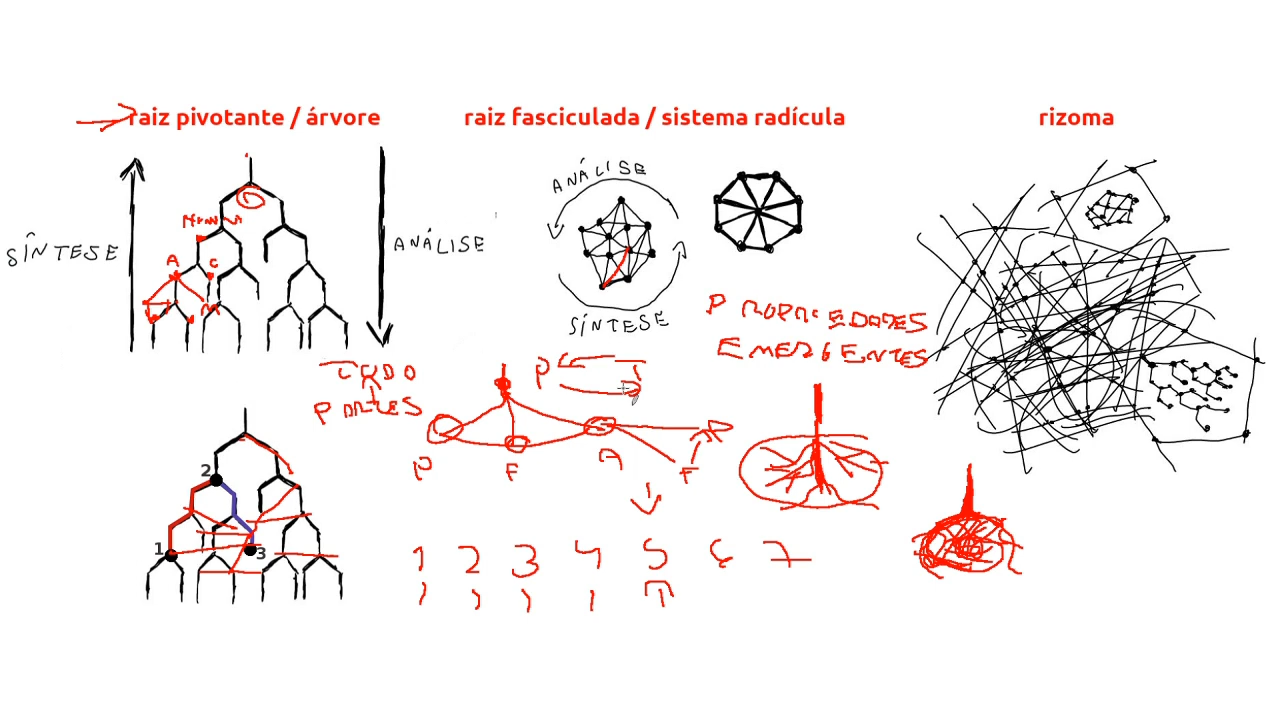 raiz pivotante / árvore
raiz fasciculada / sistema radícula
rizoma
SÍNTESE
ANÁLISE
A
C
ANÁLISE
SÍNTESE
PROPRIEDADES
EMERGENTES
TODO
PARTES
P T
P F A F
2
1
3
1 2 3 4 5 6 7